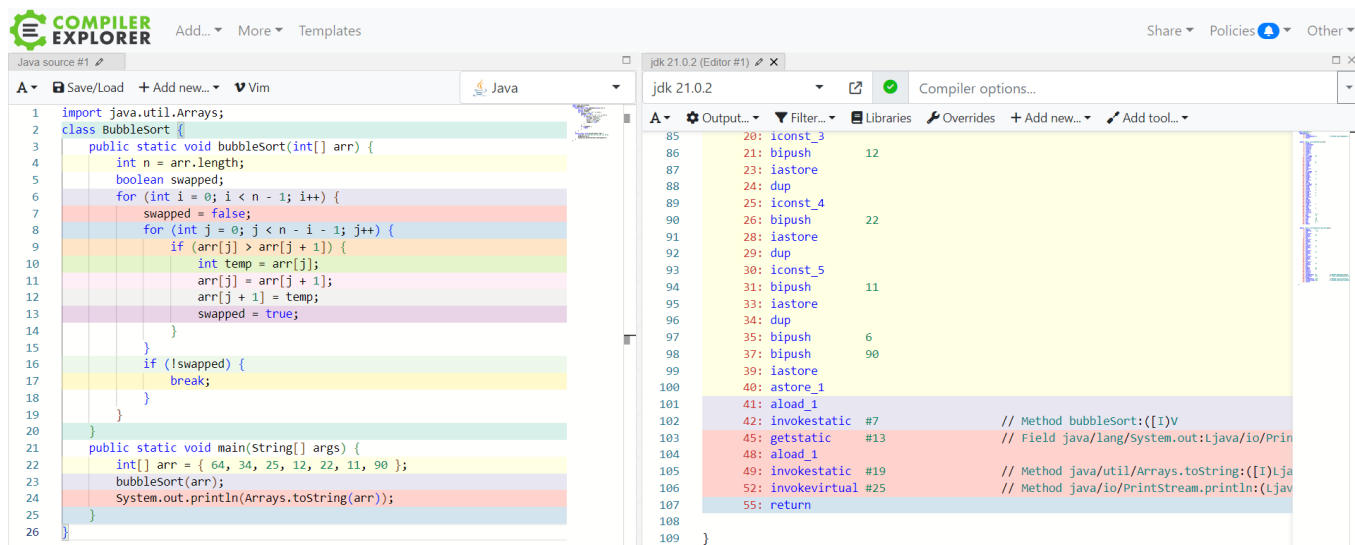 COMPILER EXPLORER
Add... More Templates
Share Policies Other
Java source #1
A Save/Load + Add new... Vim Java
1 import java.util.Arrays;
2 class BubbleSort {
3 public static void bubbleSort(int[] arr) {
4 int n = arr.length;
5 boolean swapped;
6 for (int i = 0; i < n - 1; i++) {
7 swapped = false;
8 for (int j = 0; j < n - i - 1; j++) {
9 if (arr[j] > arr[j + 1]) {
10 int temp = arr[j];
11 arr[j] = arr[j + 1];
12 arr[j + 1] = temp;
13 swapped = true;
14 }
15 }
16 if (!swapped) {
17 break;
18 }
19 }
20 }
21 public static void main(String[] args) {
22 int[] arr = { 64, 34, 25, 12, 22, 11, 90 };
23 bubbleSort(arr);
24 System.out.println(Arrays.toString(arr));
25 }
26 }
jdk 21.0.2 (Editor #1)
jdk 21.0.2 Compiler options...
A Output... Filter... Libraries Overrides + Add new... Add tool...
85 20: iconst_3
86 21: bipush 12
87 23: iastore
88 24: dup
89 25: iconst_4
90 26: bipush 22
91 28: iastore
92 29: dup
93 30: iconst_5
94 31: bipush 11
95 33: iastore
96 34: dup
97 35: bipush 6
98 37: bipush 90
99 39: iastore
100 40: astore_1
101 41: aload_1
102 42: invokestatic #7 // Method bubbleSort:([I)V
103 45: getstatic #13 // Field java/lang/System.out:Ljava/io/Prin
104 48: aload_1
105 49: invokestatic #19 // Method java/util/Arrays.toString:([I)Lja
106 52: invokevirtual #25 // Method java/io/PrintStream.println:(Ljav
107 55: return
108
109 }